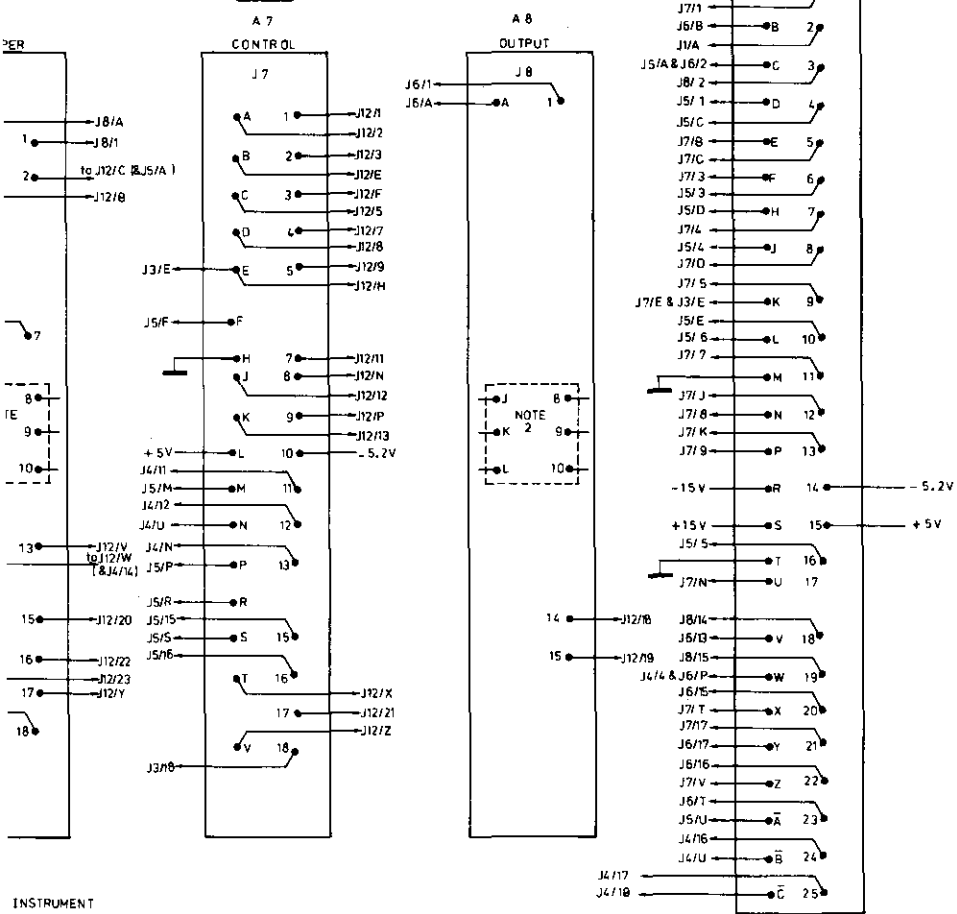 PER
J8/A
1
J8/1
2
to J12/C (&J5/A)
J12/B
7
8
TE
9
10
13
J12/V
to J12/W
(&J4/14)
15
J12/20
16
J12/22
J12/23
17
J12/Y
18
INSTRUMENT
A 7
CONTROL
J 7
A 1 J12/1
J12/2
B 2 J12/3
J12/E
C 3 J12/F
J12/5
D 4 J12/7
J12/8
J3/E E 5 J12/9
J12/H
J5/F F
H 7 J12/11
J 8 J12/N
J12/12
K 9 J12/P
J12/13
+5V L 10 -5.2V
J4/11
J5/M M 11
J4/12
J4/U N 12
J4/N
J5/P P 13
J5/R R
J5/15
J5/S S 15
J5/16
T 16
J12/X
17 J12/21
J12/Z
V 18
J3/18
A 8
OUTPUT
J 8
J6/1
J6/A A 1
J 8
NOTE
K 2 9
L 10
14 J12/18
15 J12/19
J7/1
J6/B B 2
J1/A
J5/A & J6/2 C 3
J8/2
J5/1 D 4
J5/C
J7/B E 5
J7/C
J7/3 F 6
J5/3
J5/D H 7
J7/4
J5/4 J 8
J7/D
J7/5
J7/E & J3/E K 9
J5/E
J5/6 L 10
J7/7
M 11
J7/J
J7/8 N 12
J7/K
J7/9 P 13
-15V R 14 -5.2V
+15V S 15 +5V
J5/5
T 16
J7/N U 17
J8/14
J6/13 V 18
J8/15
J4/4 & J6/P W 19
J6/15
J7/T X 20
J7/17
J6/17 Y 21
J6/16
J7/V Z 22
J6/T
J5/U A̅ 23
J4/16
J4/U B̅ 24
J4/17
J4/18 C̅ 25